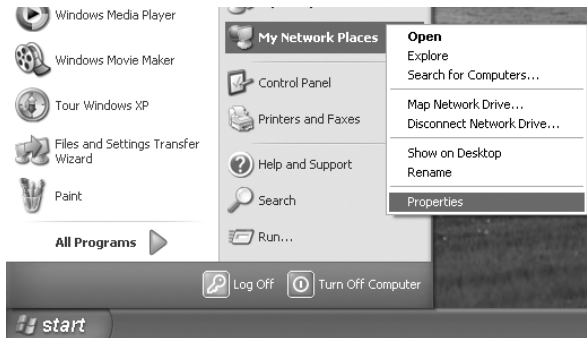 Windows Media Player
Windows Movie Maker
Tour Windows XP
Files and Settings Transfer
Wizard
Paint
All Programs
My Network Places
Control Panel
Printers and Faxes
Help and Support
Search
Run...
Open
Explore
Search for Computers...
Map Network Drive...
Disconnect Network Drive...
Show on Desktop
Rename
Properties
Log Off
Turn Off Computer
start